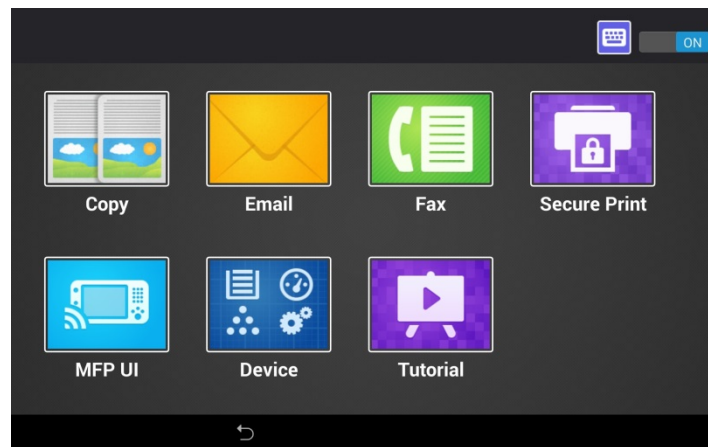 ON
Copy
Email
Fax
Secure Print
MFP UI
Device
Tutorial